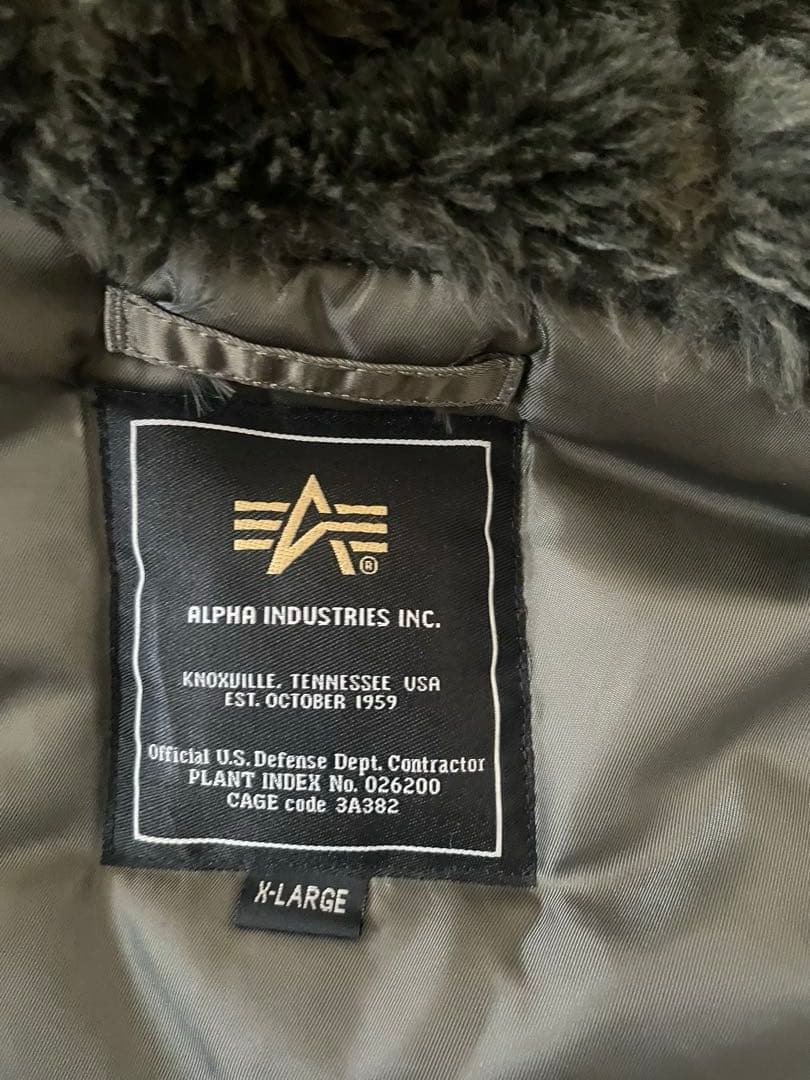 ®
ALPHA INDUSTRIES INC.
KNOXVILLE, TENNESSEE USA
EST. OCTOBER 1959
Official U.S. Defense Dept. Contractor
PLANT INDEX No. 026200
CAGE code 3A382
X-LARGE